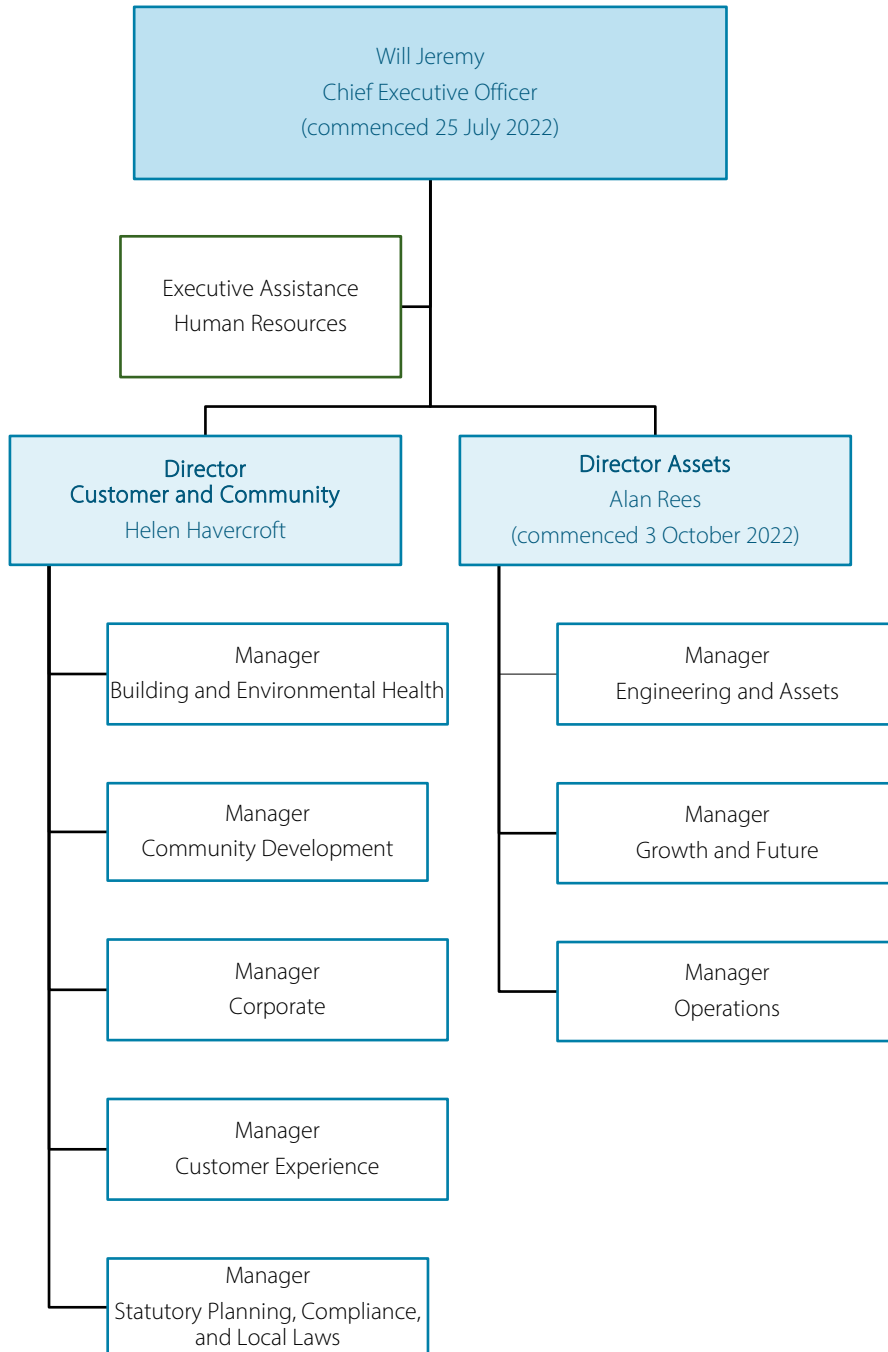 Will Jeremy
Chief Executive Officer
(commenced 25 July 2022)
Executive Assistance
Human Resources
Director
Customer and Community
Helen Havercroft
Director Assets
Alan Rees
(commenced 3 October 2022)
Manager
Building and Environmental Health
Manager
Community Development
Manager
Corporate
Manager
Customer Experience
Manager
Statutory Planning, Compliance,
and Local Laws
Manager
Engineering and Assets
Manager
Growth and Future
Manager
Operations